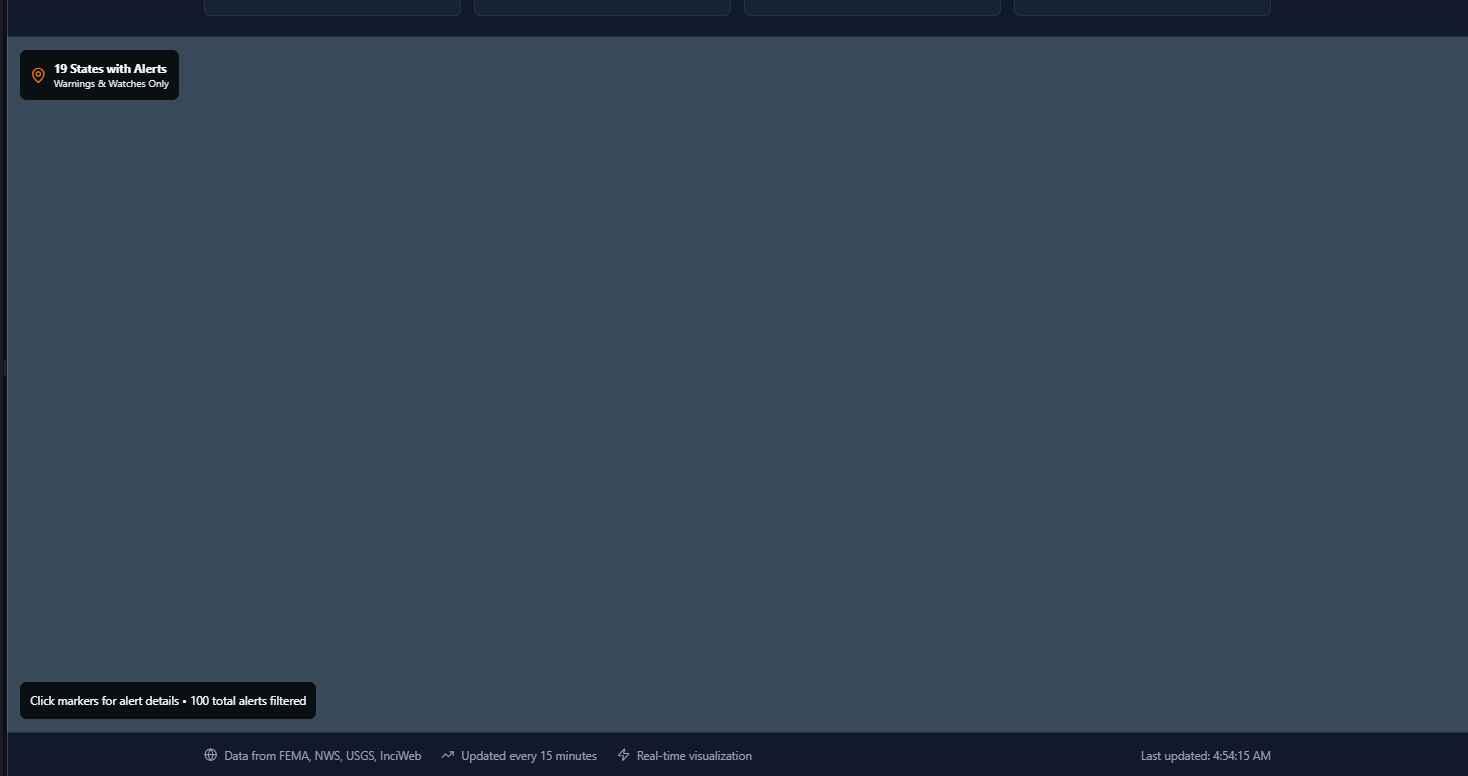 19 States with Alerts
Warnings & Watches Only
Click markers for alert details • 100 total alerts filtered
Data from FEMA, NWS, USGS, InciWeb
Updated every 15 minutes
Real-time visualization
Last updated: 4:54:15 AM